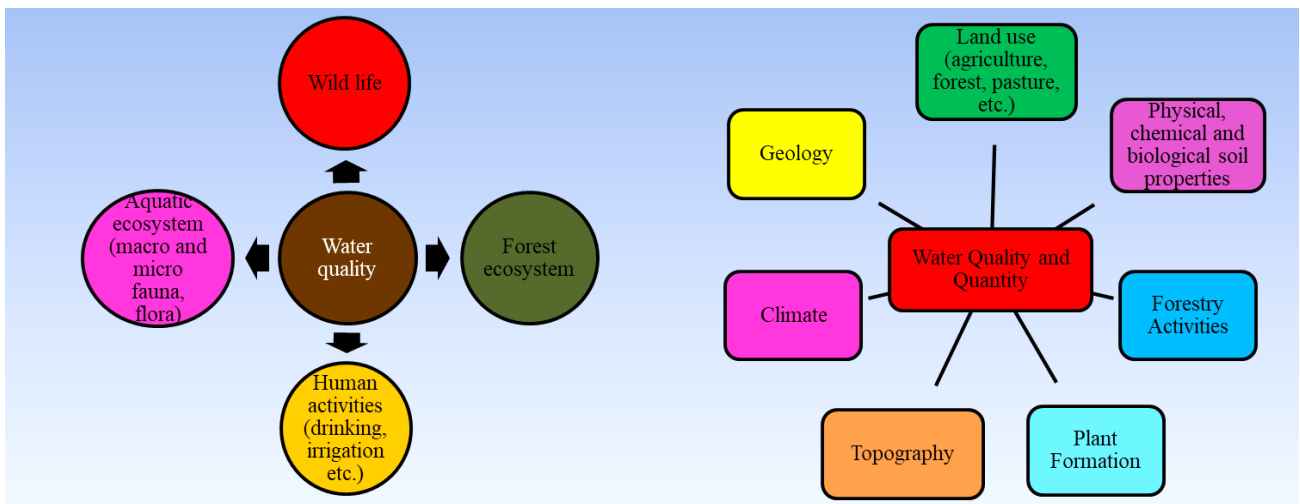 Wild life
Aquatic
ecosystem
(macro and
micro
fauna,
flora)
Water
quality
Forest
ecosystem
Human
activities
(drinking,
irrigation
etc.)
Land use
(agriculture,
forest, pasture,
etc.)
Geology
Physical,
chemical and
biological soil
properties
Water Quality and
Quantity
Climate
Forestry
Activities
Topography
Plant
Formation